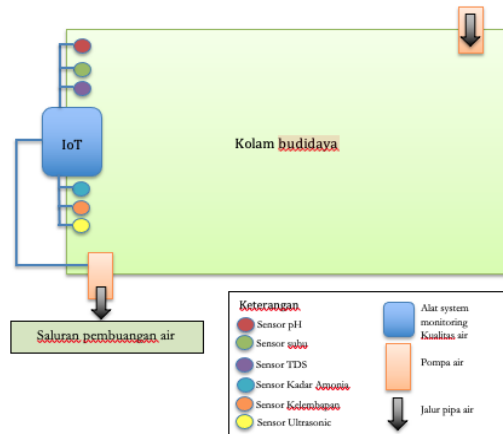 IoT
Kolam budidaya
Saluran pembuangan air
Keterangan
Sensor pH
Sensor suhu
Sensor TDS
Sensor Kadar Amonia
Sensor Kelembapan
Sensor Ultrasonic
Alat system
monitoring
Kualitas air
Pompa air
Jalur pipa air